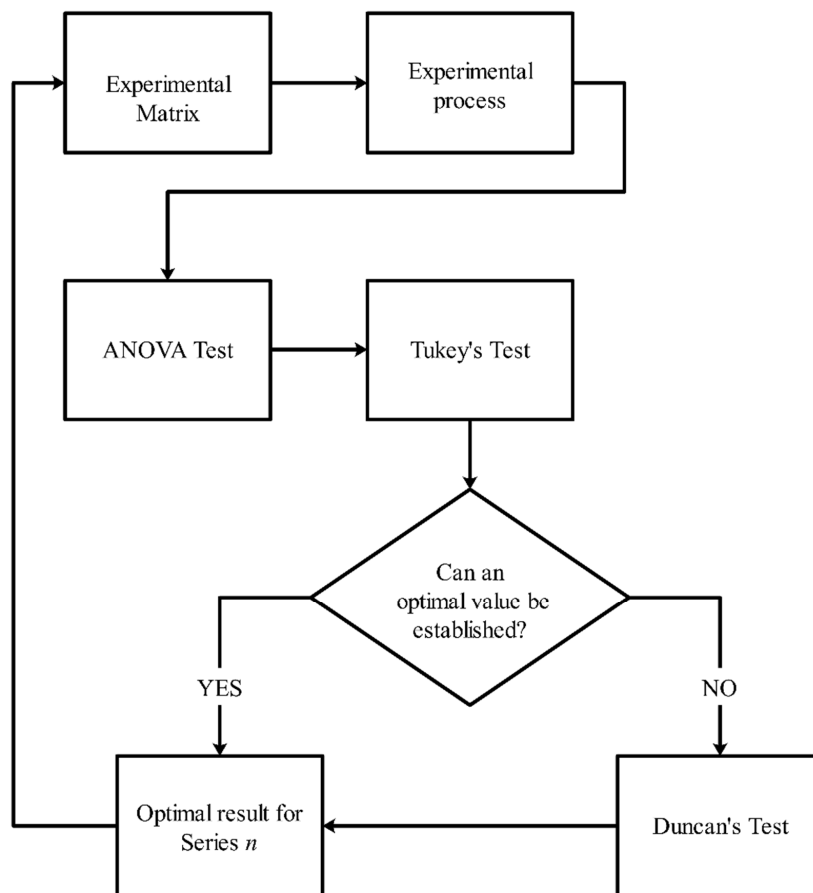 Experimental
Matrix
Experimental
process
ANOVA Test
Tukey's Test
Can an
optimal value be
established?
YES
NO
Optimal result for
Series n
Duncan's Test